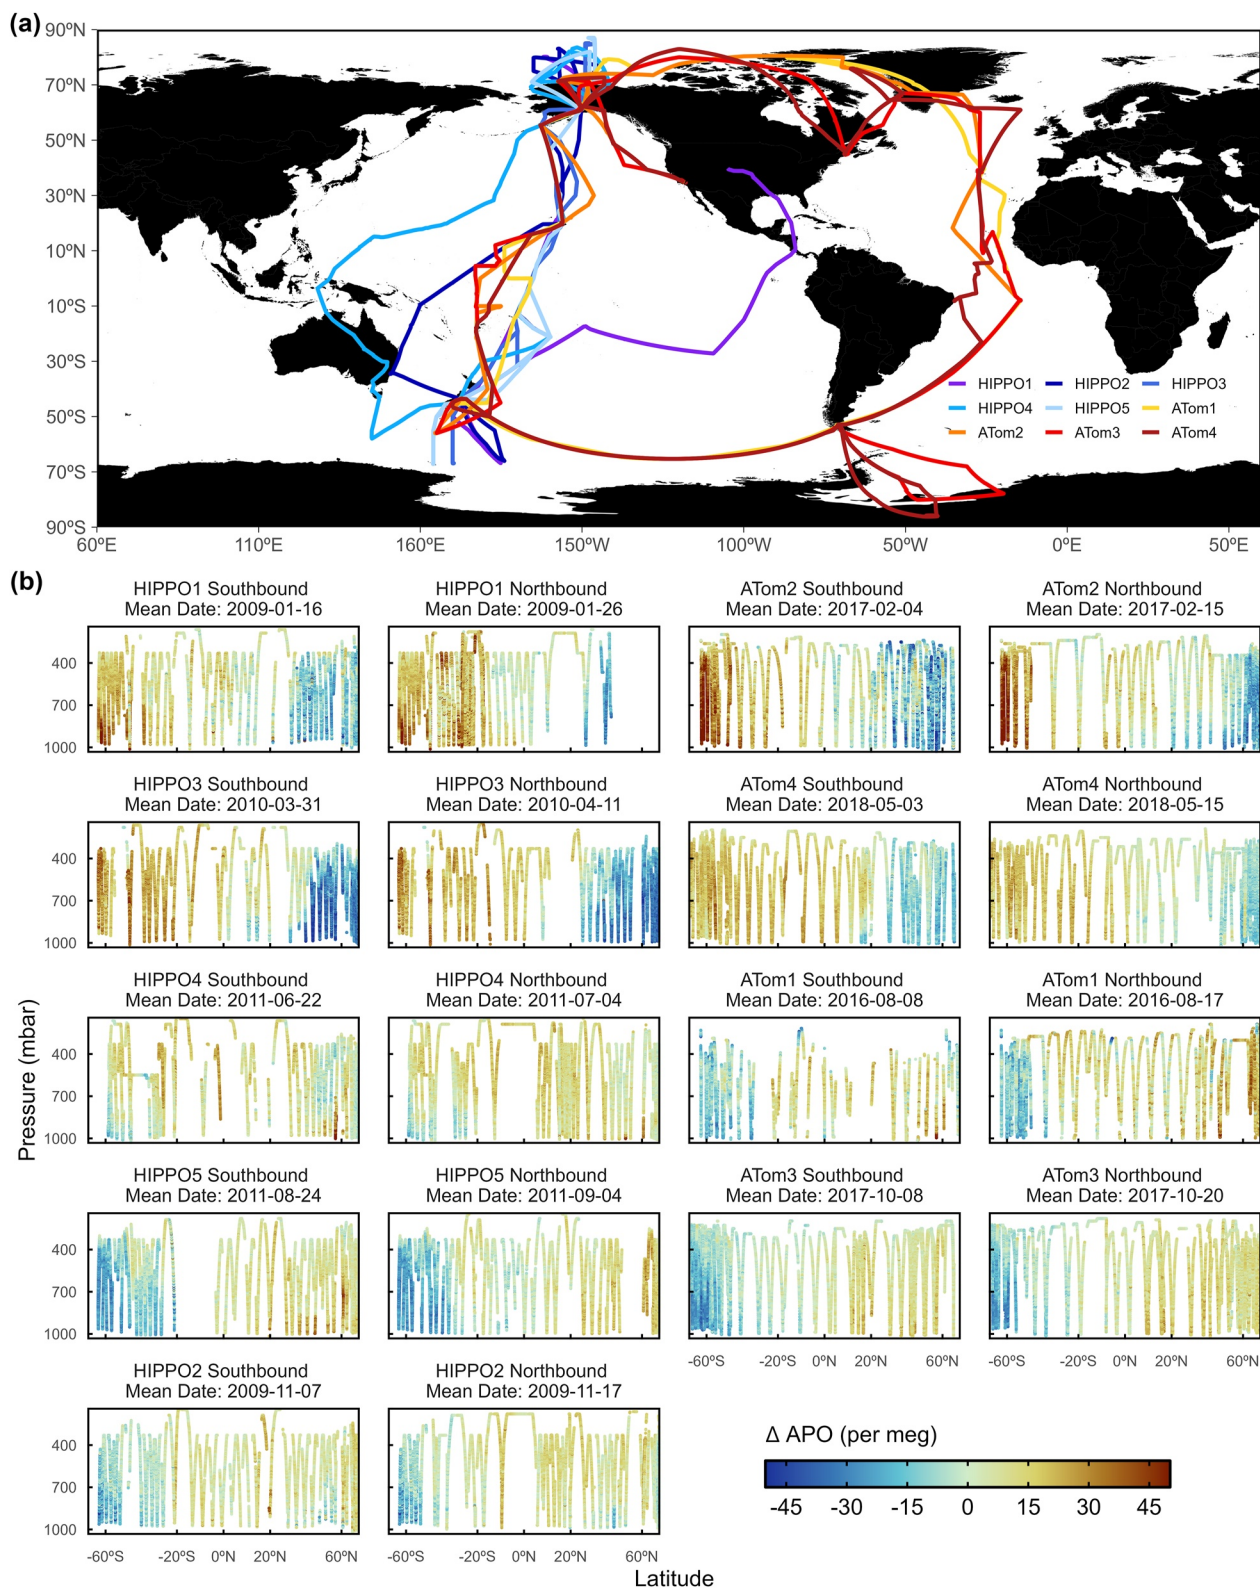 (a)
90ºN
70ºN
50ºN
30ºN
10ºN
10ºS
30ºS
50ºS
70ºS
90ºS
60ºE 110ºE 160ºE 150ºW 100ºW 50ºW 0ºE 50ºE
HIPPO1 HIPPO2 HIPPO3
HIPPO4 HIPPO5 ATom1
ATom2 ATom3 ATom4
(b)
HIPPO1 Southbound
Mean Date: 2009-01-16
HIPPO1 Northbound
Mean Date: 2009-01-26
ATom2 Southbound
Mean Date: 2017-02-04
ATom2 Northbound
Mean Date: 2017-02-15
400
700
1000
HIPPO3 Southbound
Mean Date: 2010-03-31
HIPPO3 Northbound
Mean Date: 2010-04-11
ATom4 Southbound
Mean Date: 2018-05-03
ATom4 Northbound
Mean Date: 2018-05-15
400
700
1000
HIPPO4 Southbound
Mean Date: 2011-06-22
HIPPO4 Northbound
Mean Date: 2011-07-04
ATom1 Southbound
Mean Date: 2016-08-08
ATom1 Northbound
Mean Date: 2016-08-17
400
700
1000
Pressure (mbar)
HIPPO5 Southbound
Mean Date: 2011-08-24
HIPPO5 Northbound
Mean Date: 2011-09-04
ATom3 Southbound
Mean Date: 2017-10-08
ATom3 Northbound
Mean Date: 2017-10-20
400
700
1000
-60ºS -20ºS 0ºN 20ºN 60ºN
-60ºS -20ºS 0ºN 20ºN 60ºN
HIPPO2 Southbound
Mean Date: 2009-11-07
HIPPO2 Northbound
Mean Date: 2009-11-17
400
700
1000
-60ºS -20ºS 0ºN 20ºN 60ºN
-60ºS -20ºS 0ºN 20ºN 60ºN
Δ APO (per meg)
-45 -30 -15 0 15 30 45
Latitude